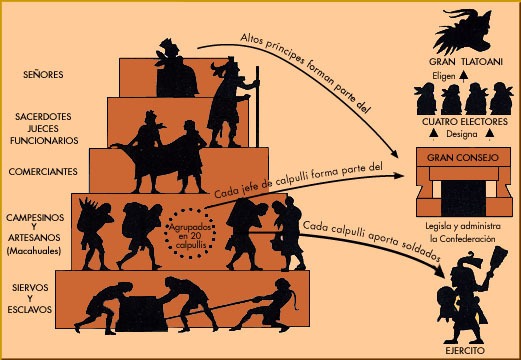 SEÑORES
SACERDOTES
JUECES
FUNCIONARIOS
COMERCIANTES
CAMPESINOS
Y
ARTESANOS
(Macahuales)
SIERVOS
Y
ESCLAVOS
Agrupados
en 20
calpullis
Altos príncipes forman parte del
Cada jefe de calpulli forma parte del
Cada calpulli aporta soldados
GRAN TLATOANI
Eligen
CUATRO ELECTORES
Designa
GRAN CONSEJO
Legisla y administra
la Confederación
EJERCITO